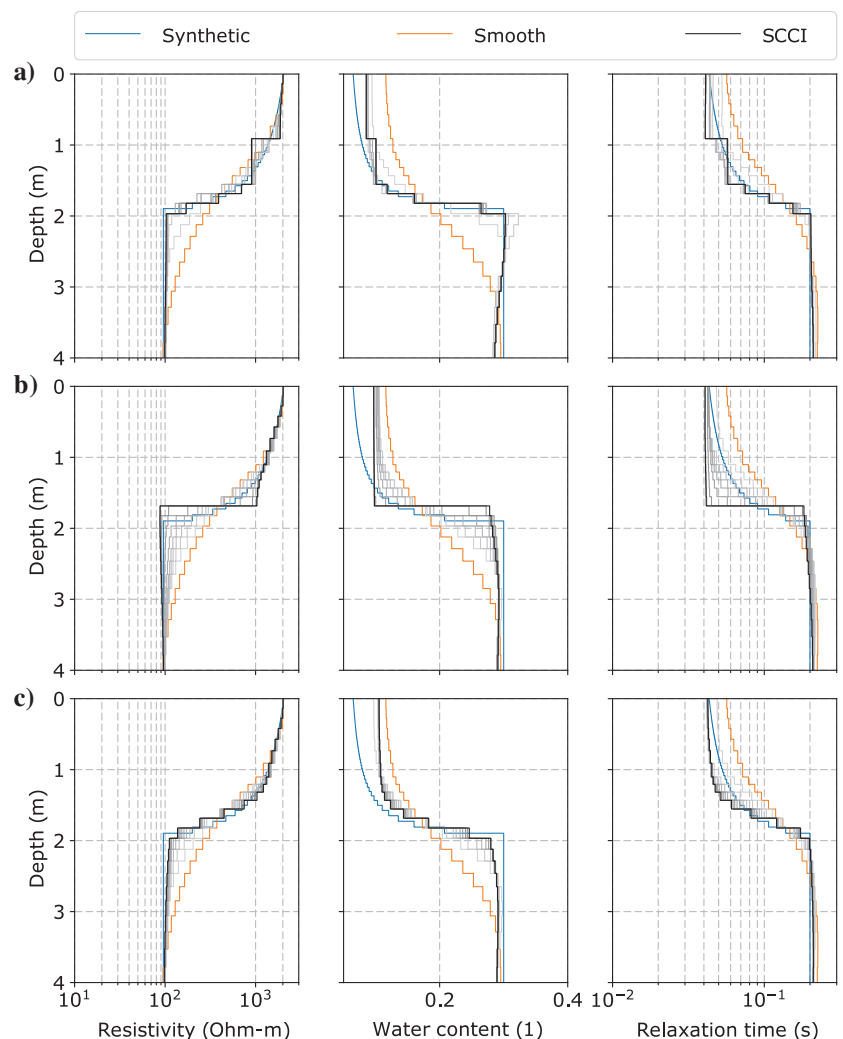 Synthetic Smooth SCCI
a)
0
1
2
3
4
Depth (m)
b)
0
1
2
3
4
Depth (m)
c)
0
1
2
3
4
Depth (m)
10¹ 10² 10³ 0.2 0.4 10⁻² 10⁻¹
Resistivity (Ohm-m) Water content (1) Relaxation time (s)